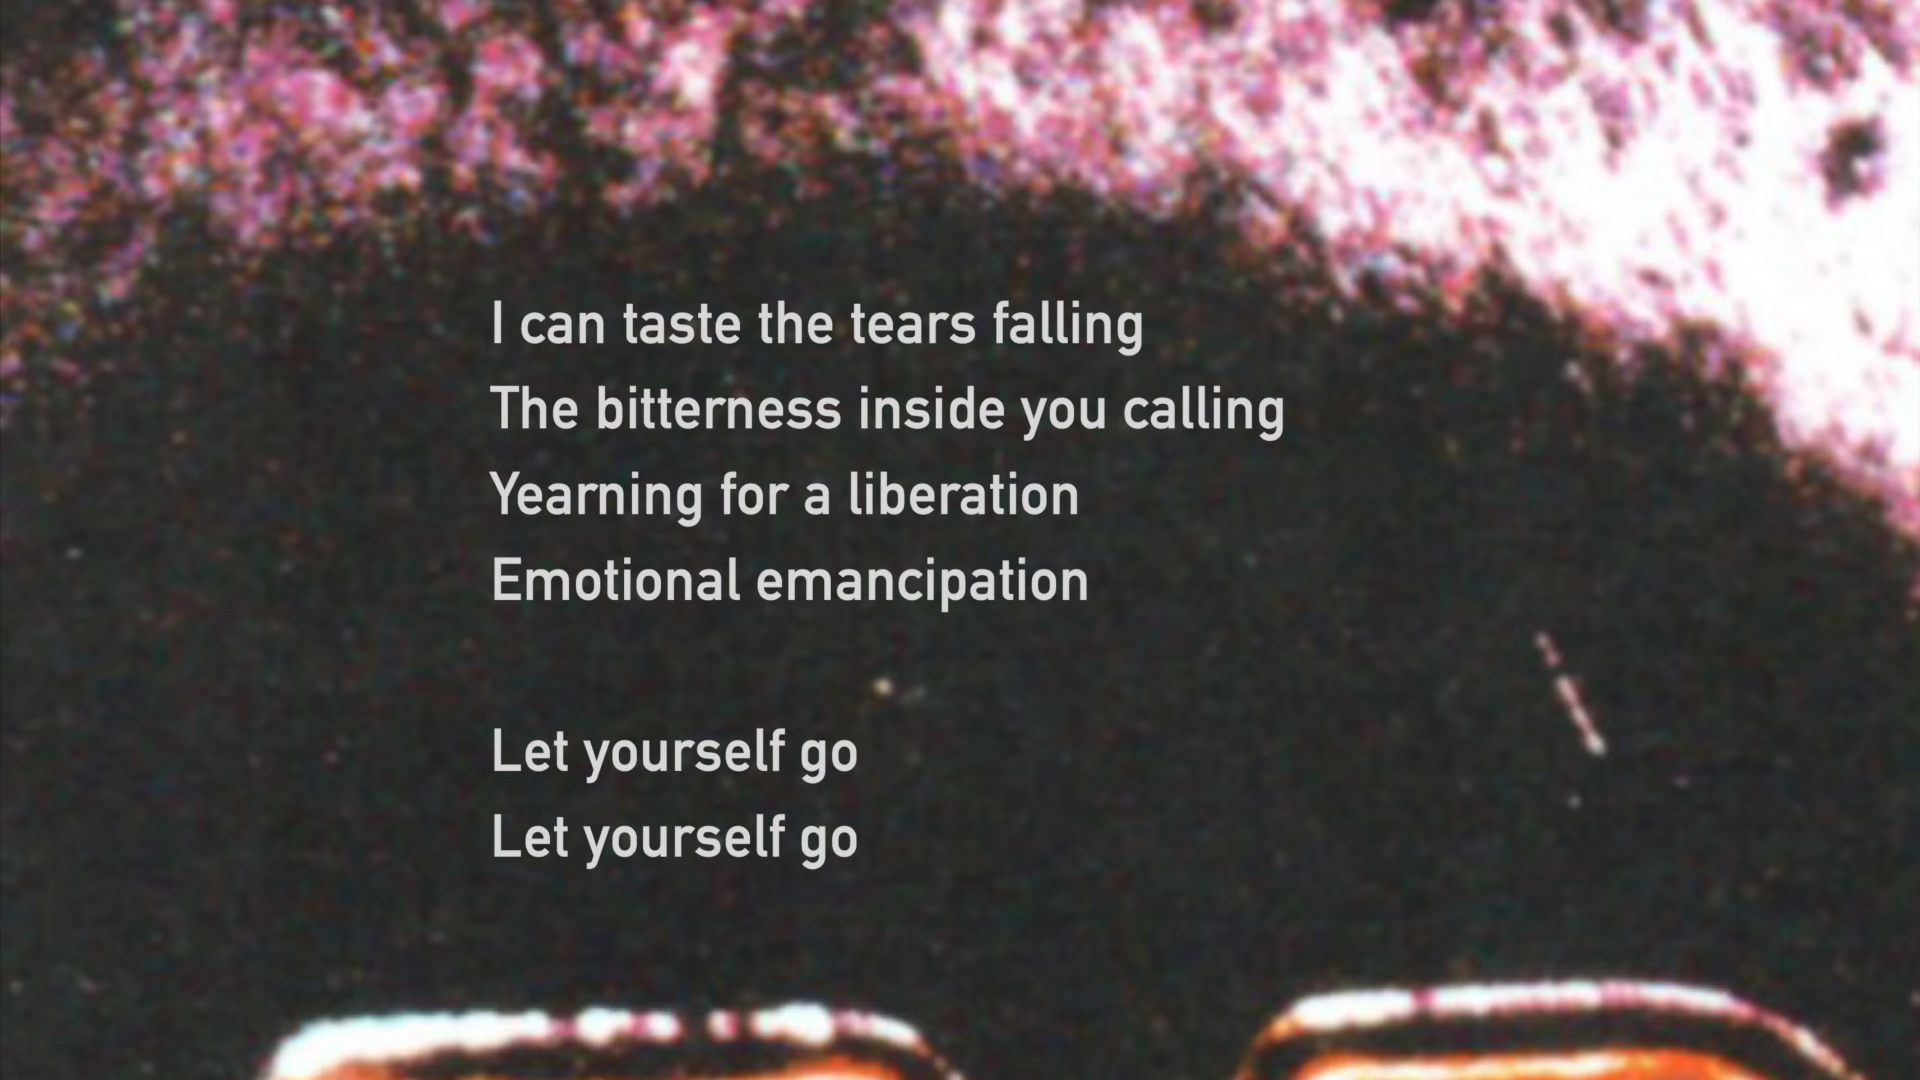 I can taste the tears falling
The bitterness inside you calling
Yearning for a liberation
Emotional emancipation
Let yourself go
Let yourself go